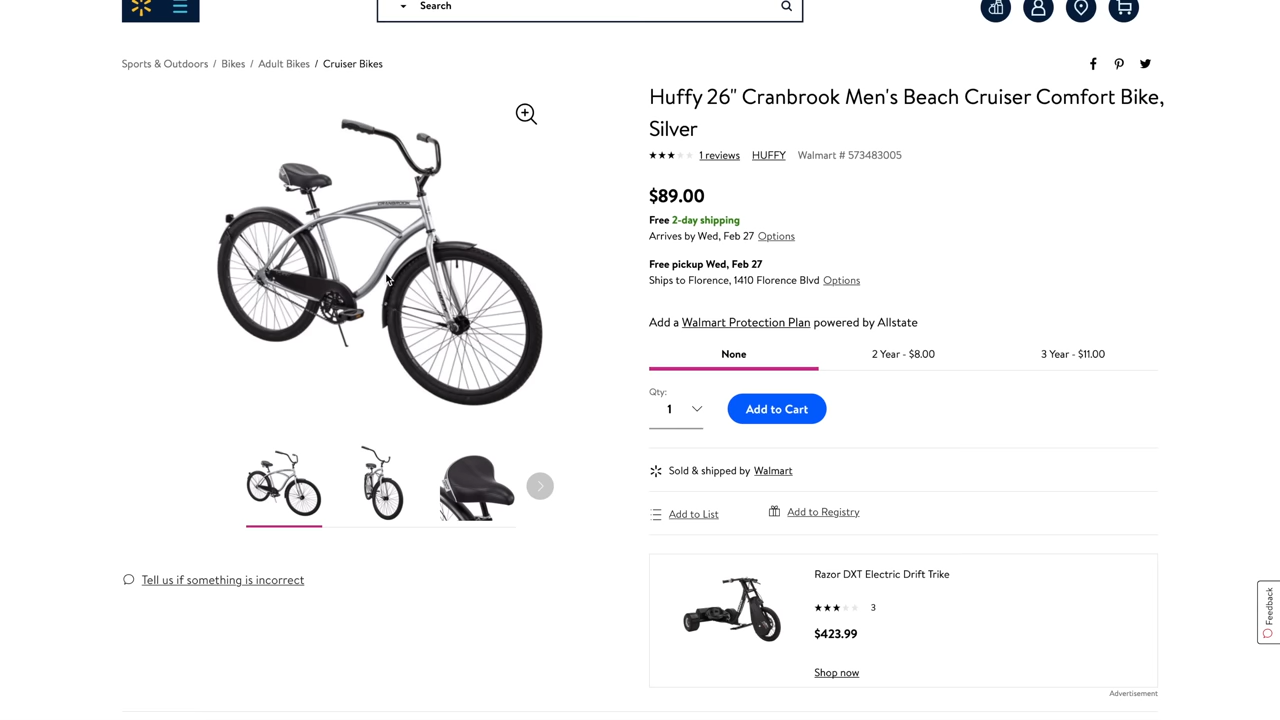 Search
Sports & Outdoors / Bikes / Adult Bikes / Cruiser Bikes
Huffy 26" Cranbrook Men's Beach Cruiser Comfort Bike,
Silver
1 reviews HUFFY Walmart # 573483005
$89.00
Free 2-day shipping
Arrives by Wed, Feb 27 Options
Free pickup Wed, Feb 27
Ships to Florence, 1410 Florence Blvd Options
Add a Walmart Protection Plan powered by Allstate
None 2 Year - $8.00 3 Year - $11.00
Qty:
1 Add to Cart
Sold & shipped by Walmart
Add to List Add to Registry
CRANBROOK
Tell us if something is incorrect
Razor DXT Electric Drift Trike
3
$423.99
Shop now
Advertisement
Feedback